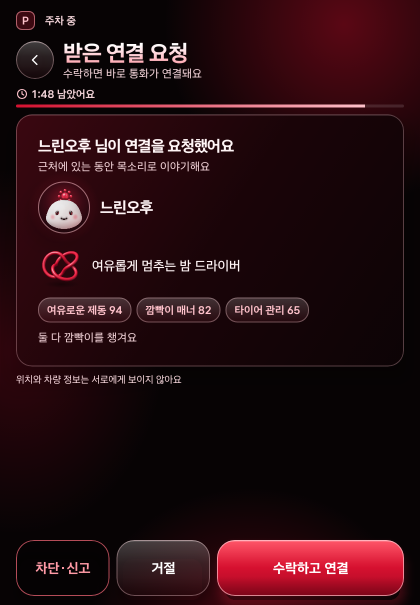 P 주차 중
받은 연결 요청
수락하면 바로 통화가 연결돼요
1:48 남았어요
느린오후 님이 연결을 요청했어요
근처에 있는 동안 목소리로 이야기해요
느린오후
여유롭게 멈추는 밤 드라이버
여유로운 제동 94 깜빡이 매너 82 타이어 관리 65
둘 다 깜빡이를 챙겨요
위치와 차량 정보는 서로에게 보이지 않아요
차단·신고 거절 수락하고 연결